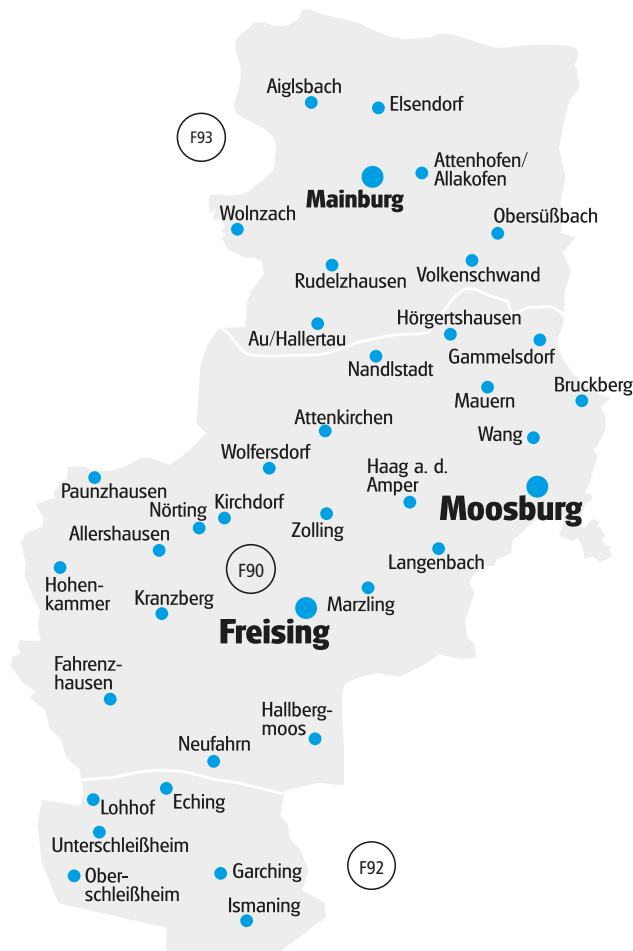 Aiglsbach
Elsendorf
F93
Attenhofen/
Allakofen
Mainburg
Wolnzach
Obersüßbach
Rudelzhausen
Volkenschwand
Hörgertshausen
Au/Hallertau
Gammelsdorf
Nandlstadt
Bruckberg
Mauern
Attenkirchen
Wang
Wolfersdorf
Haag a. d.
Amper
Paunzhausen
Nörting
Kirchdorf
Moosburg
Allershausen
Zolling
Langenbach
F90
Hohen-
kammer
Kranzberg
Marzling
Freising
Fahrenz-
hausen
Hallberg-
moos
Neufahrn
Lohhof
Eching
Unterschleißheim
F92
Ober-
schleißheim
Garching
Ismaning